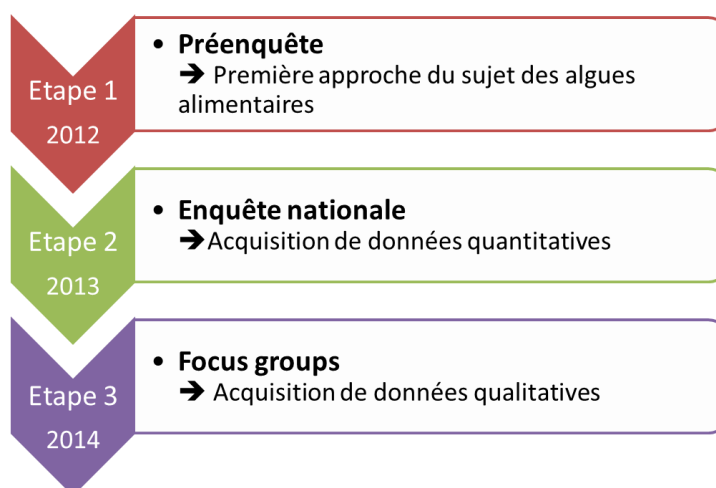 Etape 1
2012
• Préenquête
➔ Première approche du sujet des algues
alimentaires
Etape 2
2013
• Enquête nationale
➔Acquisition de données quantitatives
Etape 3
2014
• Focus groups
➔ Acquisition de données qualitatives